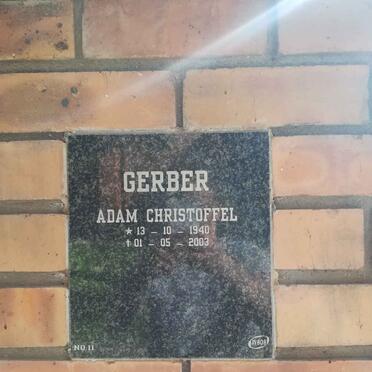 GERBER
ADAM CHRISTOFFEL
★ 13 – 10 – 1940
† 01 – 05 – 2003
NO 11